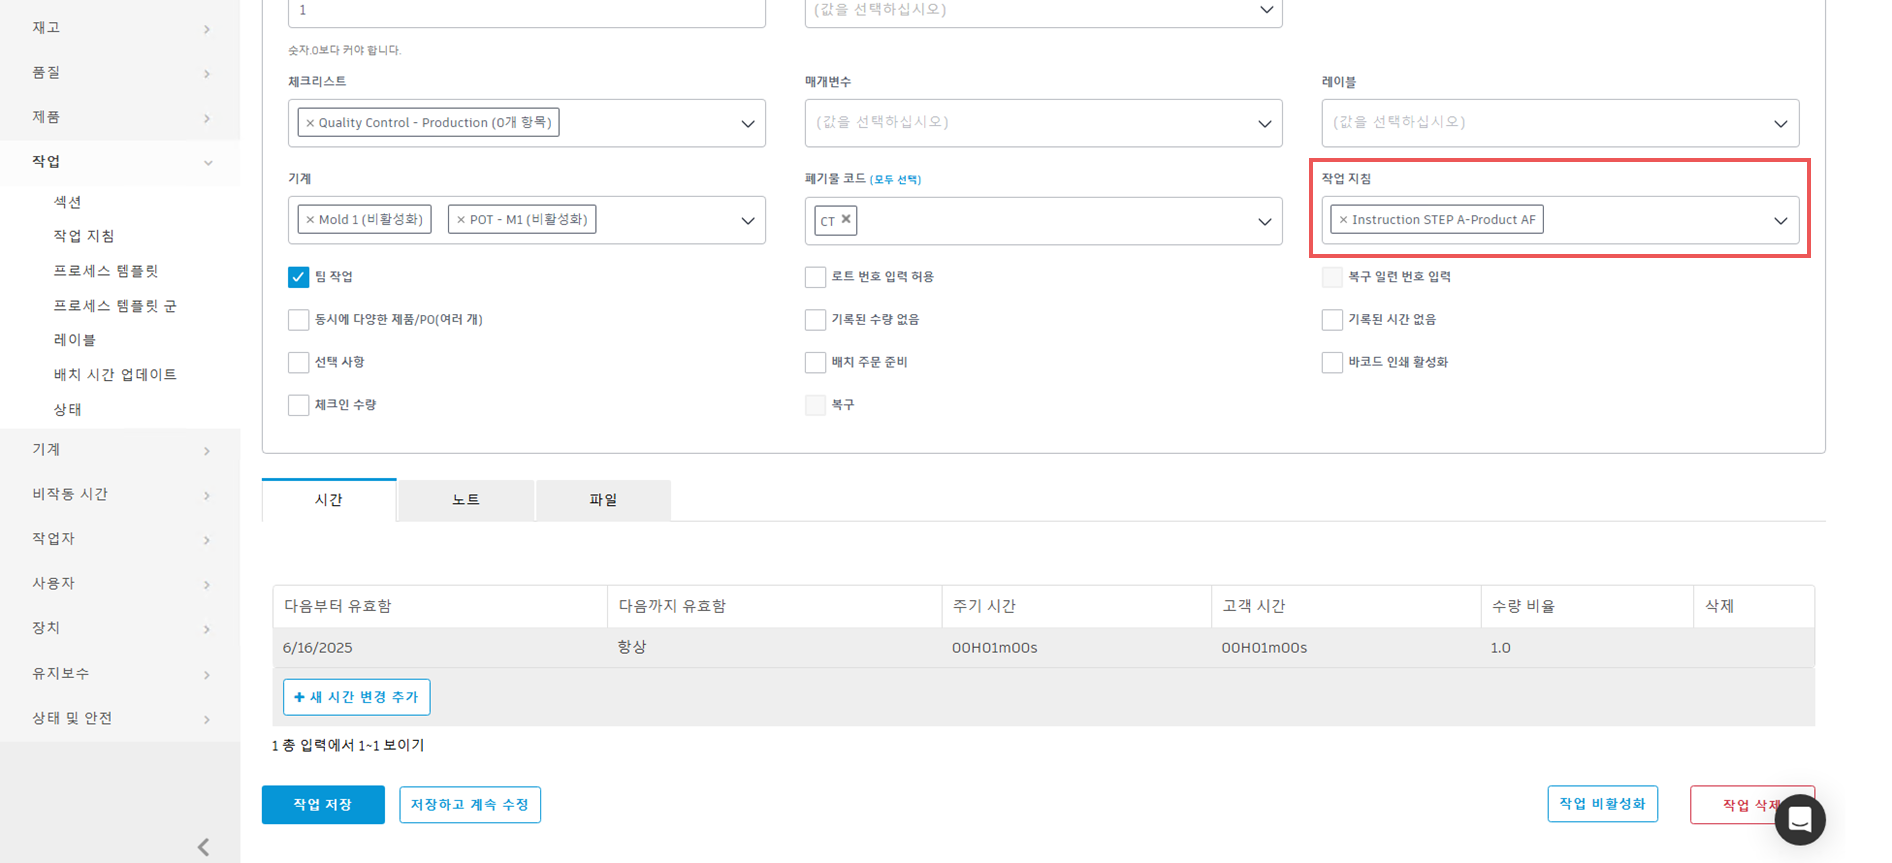 재고
품질
제품
작업
섹션
작업 지침
프로세스 템플릿
프로세스 템플릿 군
레이블
배치 시간 업데이트
상태
기계
비작동 시간
작업자
사용자
장치
유지보수
상태 및 안전
1
(값을 선택하십시오)
숫자.0보다 커야 합니다.
체크리스트
매개변수
레이블
× Quality Control - Production (0개 항목)
(값을 선택하십시오)
(값을 선택하십시오)
기계
폐기물 코드 (모두 선택)
작업 지침
× Mold 1 (비활성화)
× POT - M1 (비활성화)
CT ×
× Instruction STEP A-Product AF
팀 작업
로트 번호 입력 허용
복구 일련 번호 입력
동시에 다양한 제품/PO(여러 개)
기록된 수량 없음
기록된 시간 없음
선택 사항
배치 주문 준비
바코드 인쇄 활성화
체크인 수량
복구
시간
노트
파일
다음부터 유효함
다음까지 유효함
주기 시간
고객 시간
수량 비율
삭제
6/16/2025
항상
00H01m00s
00H01m00s
1.0
+ 새 시간 변경 추가
1 총 입력에서 1~1 보이기
작업 저장
저장하고 계속 수정
작업 비활성화
작업 삭제